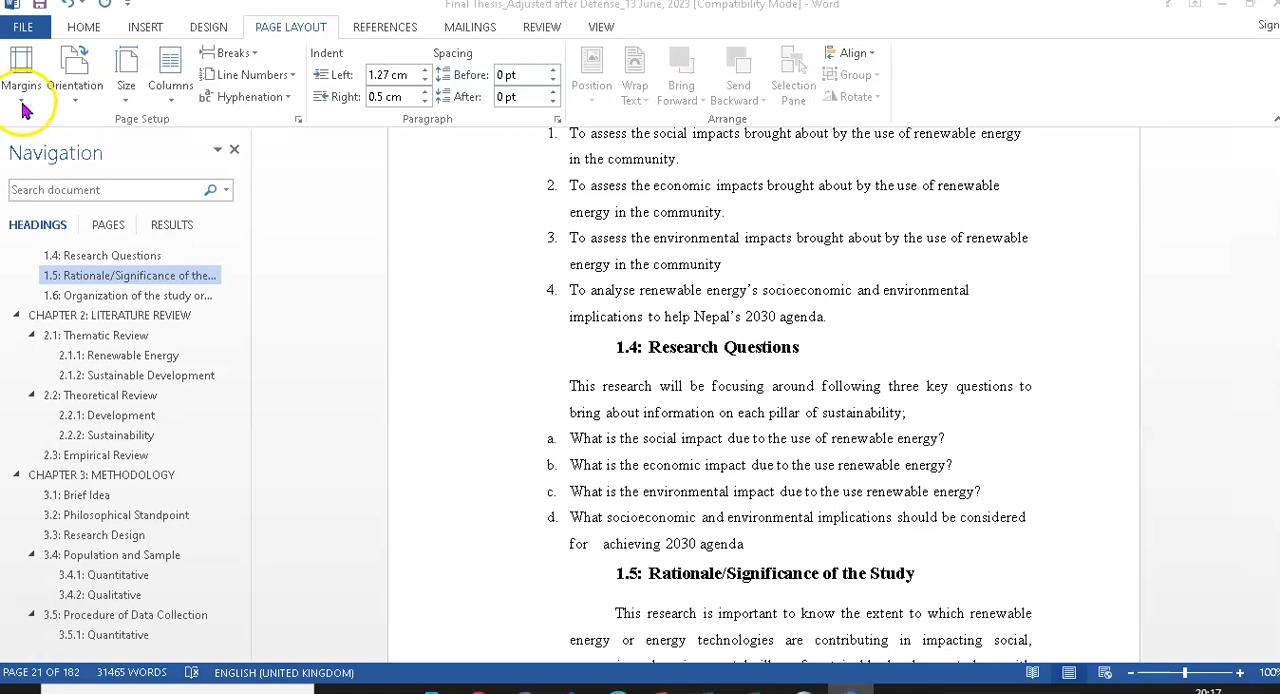 Final Thesis_Adjusted after Defense_13 June, 2023 [Compatibility Mode] - Word
FILE HOME INSERT DESIGN PAGE LAYOUT REFERENCES MAILINGS REVIEW VIEW Sign
Margins Orientation Size Columns
Breaks
Line Numbers
Hyphenation
Page Setup
Indent Spacing
Left: 1.27 cm Before: 0 pt
Right: 0.5 cm After: 0 pt
Paragraph
Position Wrap Text Bring Forward Send Backward Selection Pane
Align
Group
Rotate
Arrange
Navigation
Search document
HEADINGS PAGES RESULTS
1.4: Research Questions
1.5: Rationale/Significance of the...
1.6: Organization of the study or...
CHAPTER 2: LITERATURE REVIEW
2.1: Thematic Review
2.1.1: Renewable Energy
2.1.2: Sustainable Development
2.2: Theoretical Review
2.2.1: Development
2.2.2: Sustainability
2.3: Empirical Review
CHAPTER 3: METHODOLOGY
3.1: Brief Idea
3.2: Philosophical Standpoint
3.3: Research Design
3.4: Population and Sample
3.4.1: Quantitative
3.4.2: Qualitative
3.5: Procedure of Data Collection
3.5.1: Quantitative
1. To assess the social impacts brought about by the use of renewable energy
in the community.
2. To assess the economic impacts brought about by the use of renewable
energy in the community.
3. To assess the environmental impacts brought about by the use of renewable
energy in the community
4. To analyse renewable energy’s socioeconomic and environmental
implications to help Nepal’s 2030 agenda.
1.4: Research Questions
This research will be focusing around following three key questions to
bring about information on each pillar of sustainability;
a. What is the social impact due to the use of renewable energy?
b. What is the economic impact due to the use renewable energy?
c. What is the environmental impact due to the use renewable energy?
d. What socioeconomic and environmental implications should be considered
for achieving 2030 agenda
1.5: Rationale/Significance of the Study
This research is important to know the extent to which renewable
energy or energy technologies are contributing in impacting social,
PAGE 21 OF 182 31465 WORDS ENGLISH (UNITED KINGDOM) 100%
20:17